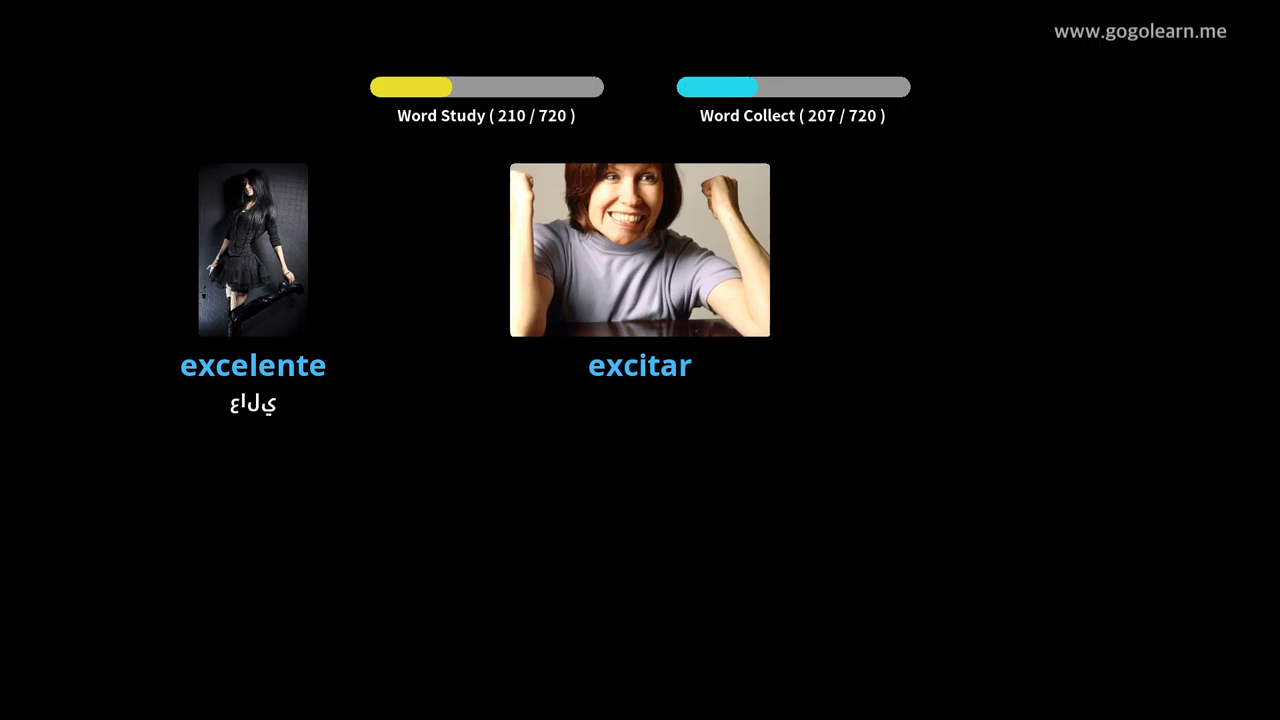 www.gogolearn.me
Word Study ( 210 / 720 )
Word Collect ( 207 / 720 )
excelente
عالي
excitar